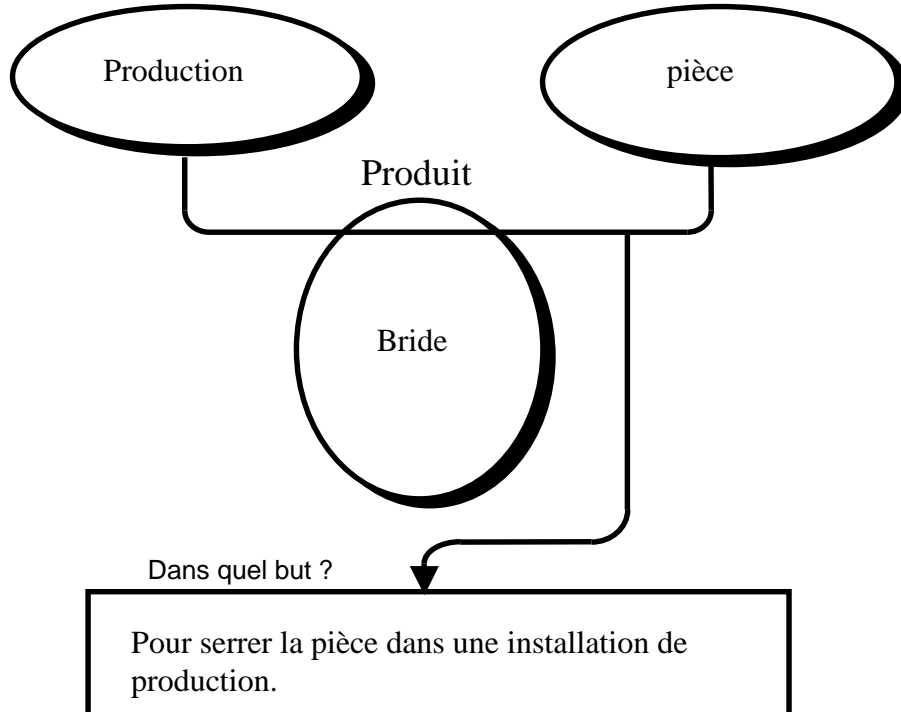 Production
pièce
Produit
Bride
Dans quel but ?
Pour serrer la pièce dans une installation de
production.